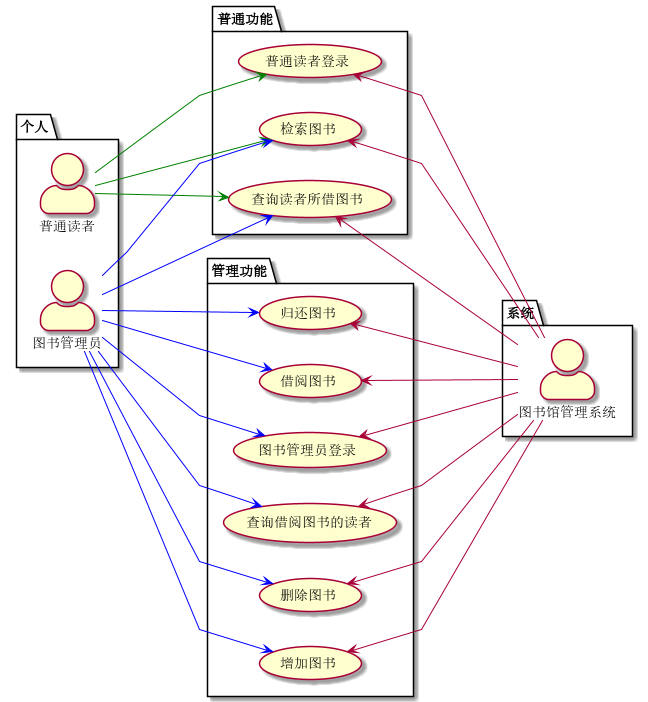 个人
普通读者
图书管理员
普通功能
普通读者登录
检索图书
查询读者所借图书
管理功能
归还图书
借阅图书
图书管理员登录
查询借阅图书的读者
删除图书
增加图书
系统
图书馆管理系统